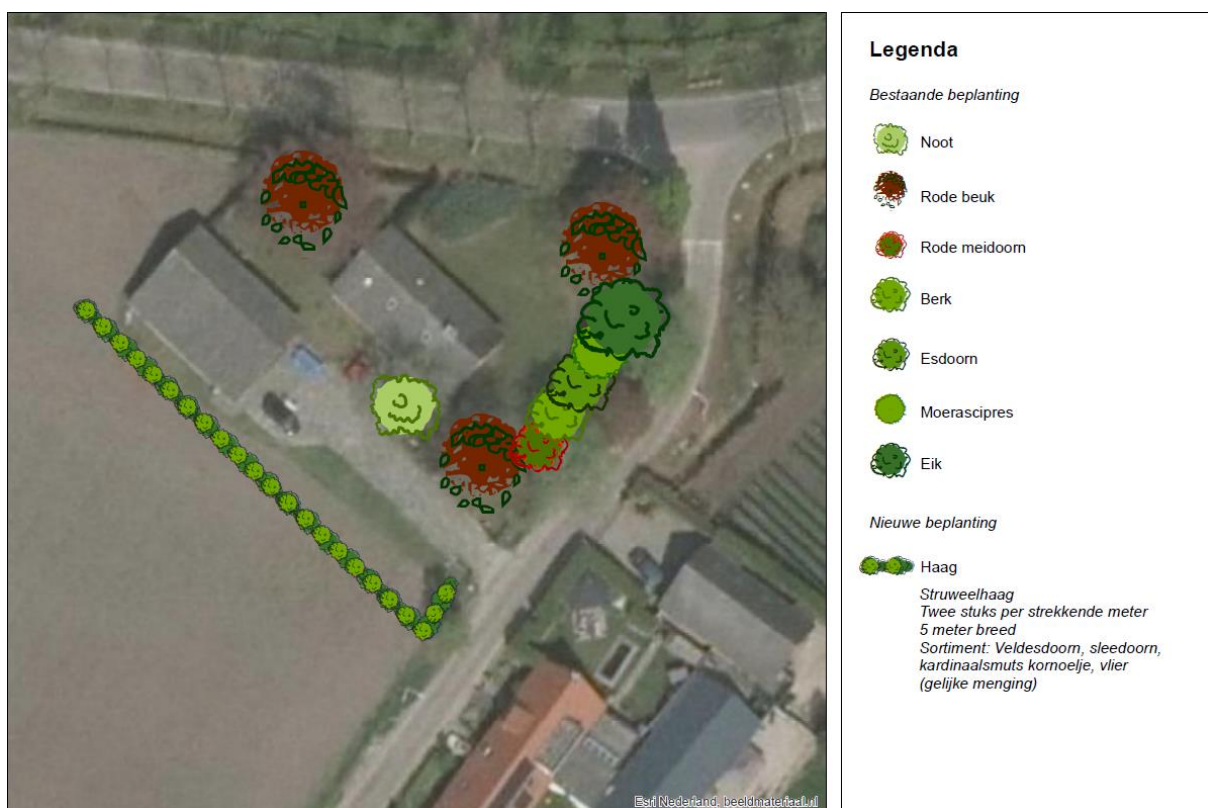 Legenda
Bestaande beplanting
Noot
Rode beuk
Rode meidoorn
Berk
Esdoorn
Moerascipres
Eik
Nieuwe beplanting
Haag
Struweelhaag
Twee stuks per strekkende meter
5 meter breed
Sortiment: Veldesdoorn, sleedoorn,
kardinaalsmuts kornoelje, vlier
(gelijke menging)
Esri Nederland, beeldmateriaal.nl